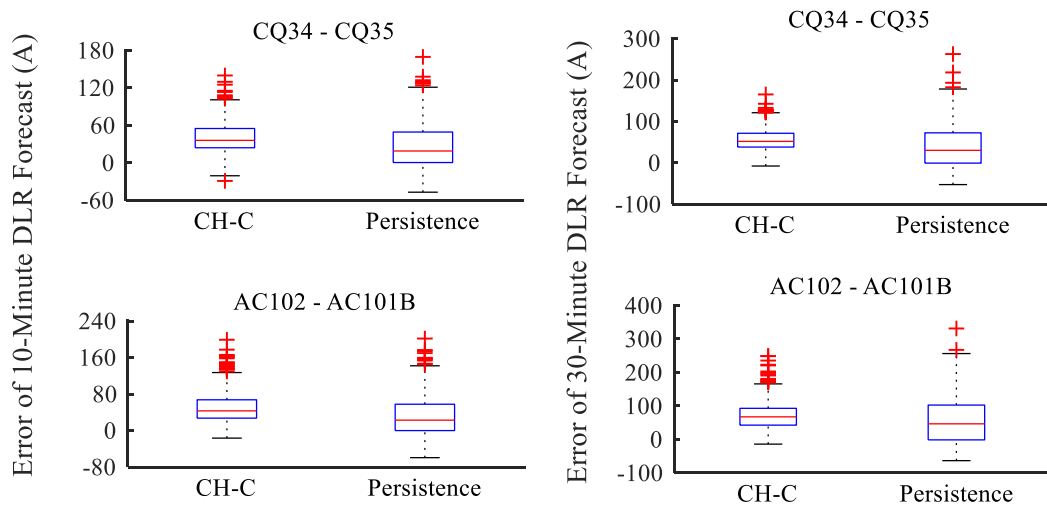 Error of 10-Minute DLR Forecast (A)
CQ34 - CQ35
180
120
60
0
-60
CH-C
Persistence
AC102 - AC101B
240
160
80
0
-80
CH-C
Persistence
Error of 30-Minute DLR Forecast (A)
CQ34 - CQ35
300
200
100
0
-100
CH-C
Persistence
AC102 - AC101B
400
300
200
100
0
-100
CH-C
Persistence